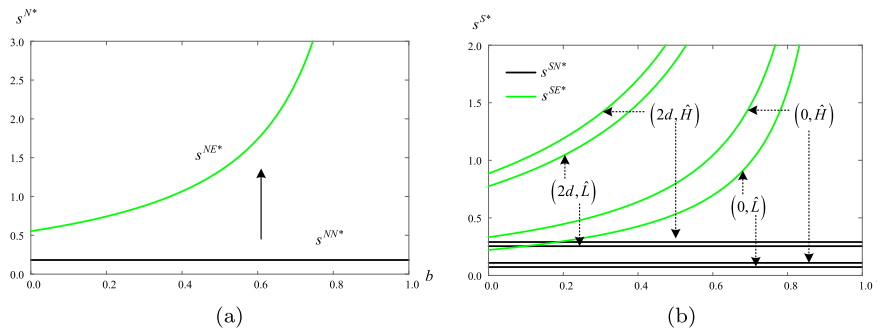 s^{N*}
3.0
2.5
2.0
1.5
1.0
0.5
0.0
0.0 0.2 0.4 0.6 0.8 1.0 b
s^{NE*}
s^{NN*}
(a)
s^{S*}
2.0
1.5
1.0
0.5
0.0
0.2 0.4 0.6 0.8 1.0
s^{SN*}
s^{SE*}
(2d, Ĥ)
(0, Ĥ)
(2d, L̂)
(0, L̂)
(b)